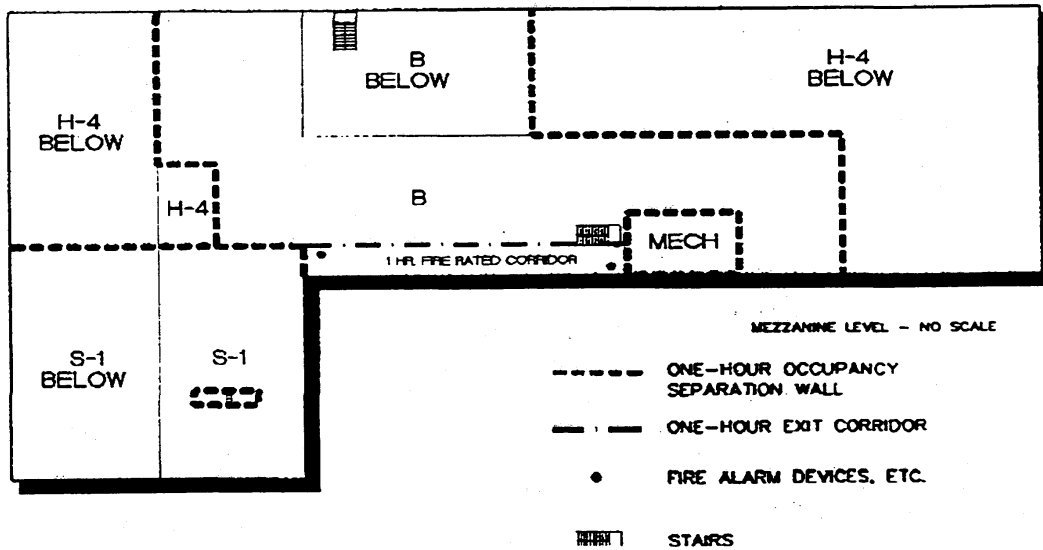 B
BELOW
H-4
BELOW
H-4
BELOW
H-4
B
MECH
1 HR. FIRE RATED CORRIDOR
MEZZANINE LEVEL - NO SCALE
S-1
BELOW
S-1
ONE-HOUR OCCUPANCY
SEPARATION WALL
ONE-HOUR EXIT CORRIDOR
FIRE ALARM DEVICES, ETC.
STAIRS